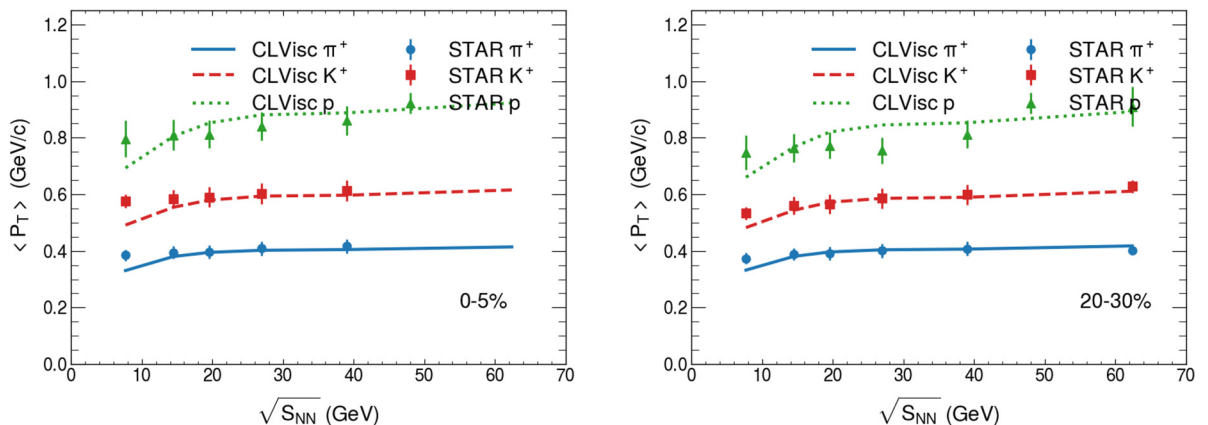 1.2
1.0
0.8
0.6
0.4
0.2
0.0
< P_T > (GeV/c)
CLVisc π⁺
CLVisc K⁺
CLVisc p
STAR π⁺
STAR K⁺
STAR p
0-5%
0 10 20 30 40 50 60 70
√S_NN (GeV)
1.2
1.0
0.8
0.6
0.4
0.2
0.0
< P_T > (GeV/c)
CLVisc π⁺
CLVisc K⁺
CLVisc p
STAR π⁺
STAR K⁺
STAR p
20-30%
0 10 20 30 40 50 60 70
√S_NN (GeV)